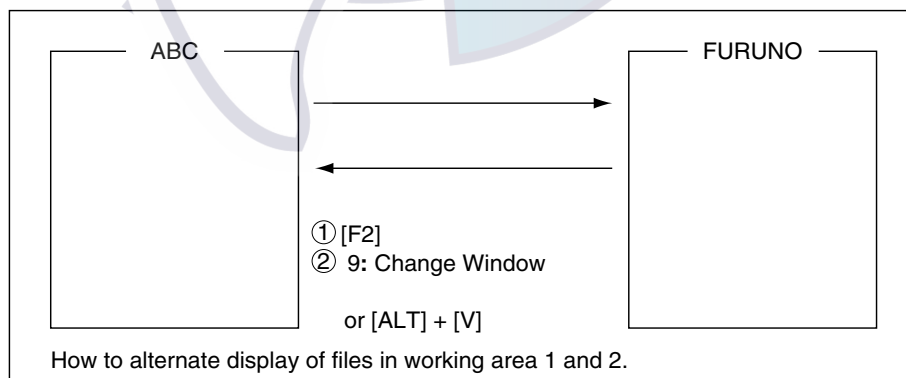 ABC
FURUNO
① [F2]
② 9: Change Window
or [ALT] + [V]
How to alternate display of files in working area 1 and 2.